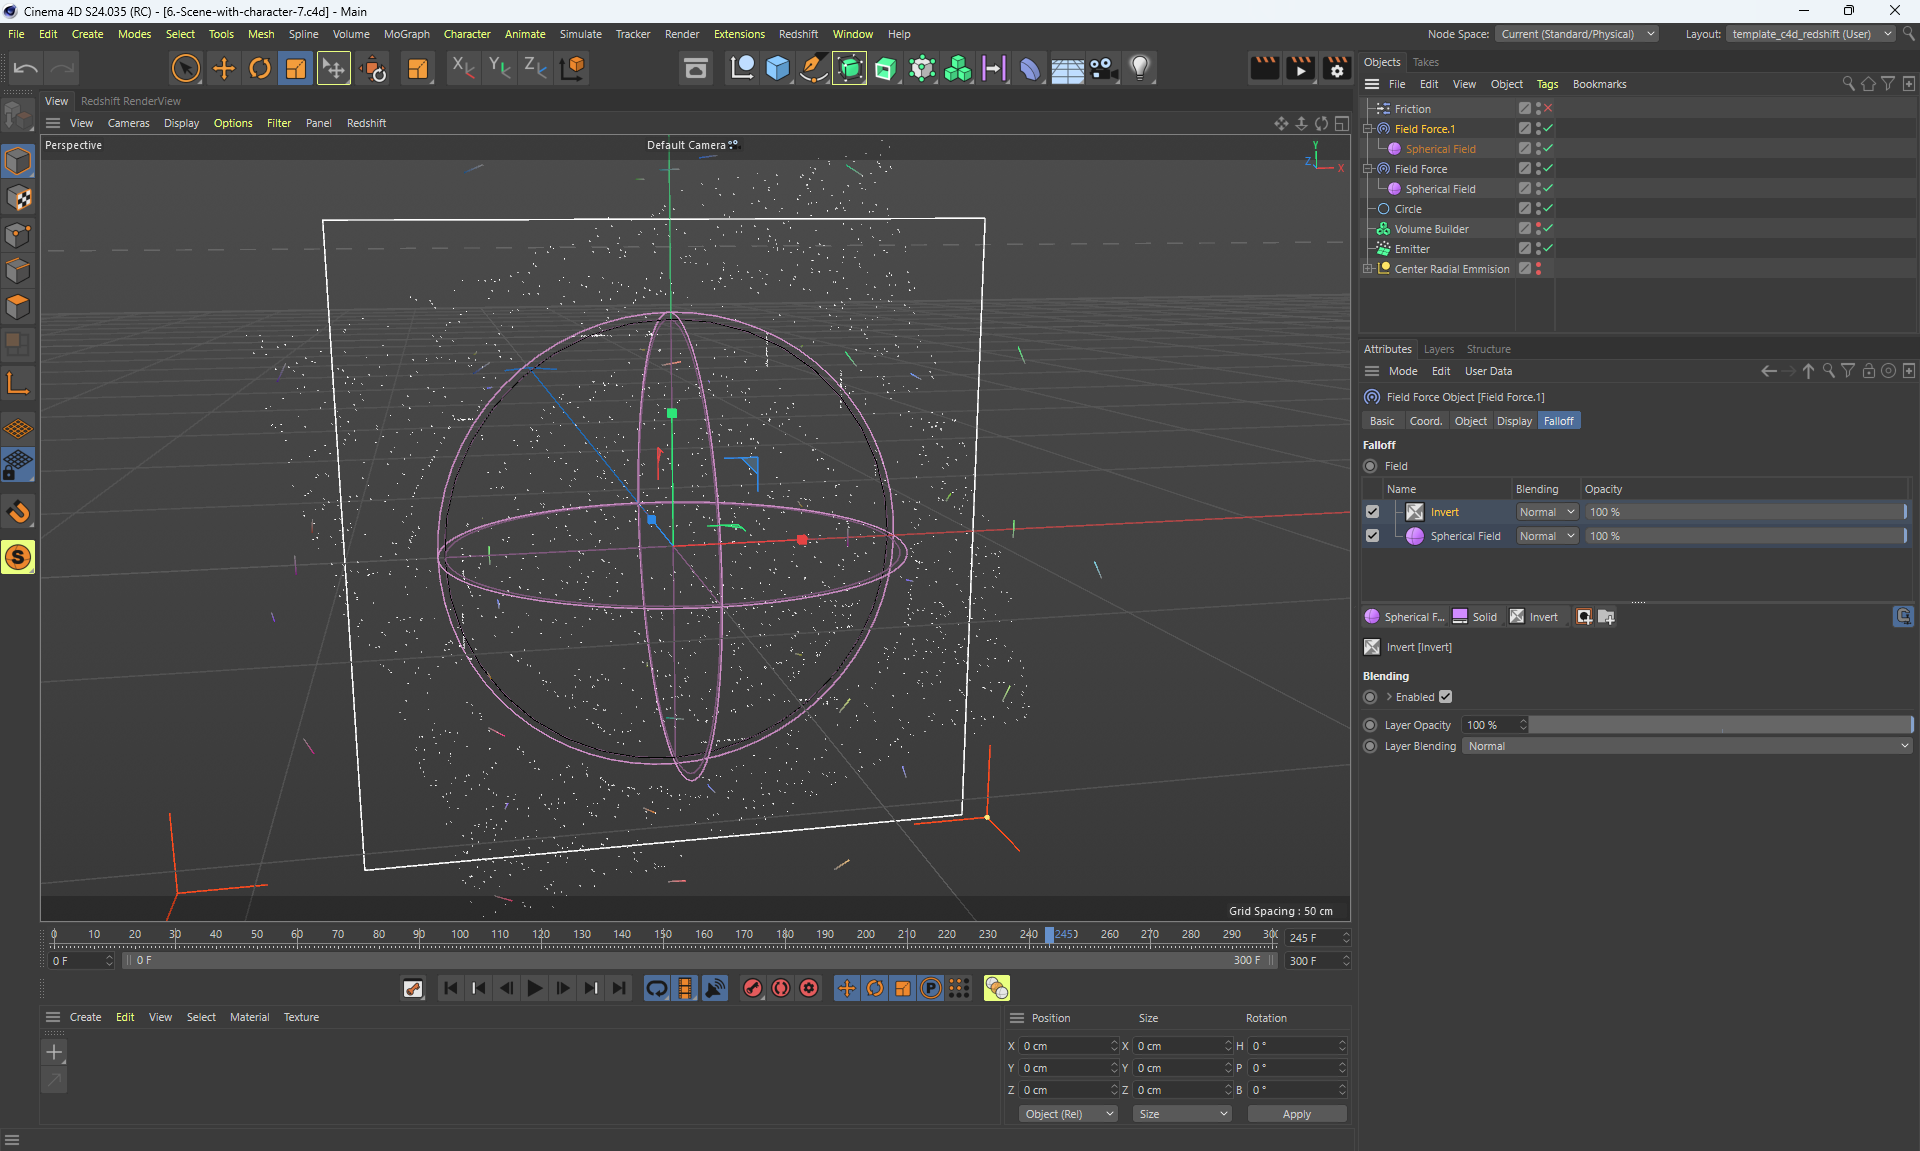 Cinema 4D S24.035 (RC) - [6.-Scene-with-character-7.c4d] - Main
File Edit Create Modes Select Tools Mesh Spline Volume MoGraph Character Animate Simulate Tracker Render Extensions Redshift Window Help
Node Space: Current (Standard/Physical) Layout: template_c4d_redshift (User)
X Y Z
View Redshift RenderView
View Cameras Display Options Filter Panel Redshift
Perspective
Default Camera
Y
Z X
Grid Spacing : 50 cm
S
0 10 20 30 40 50 60 70 80 90 100 110 120 130 140 150 160 170 180 190 200 210 220 230 240 245 260 270 280 290 300
245 F
0 F
0 F
300 F
300 F
P
Create Edit View Select Material Texture
Position Size Rotation
X 0 cm X 0 cm H 0 °
Y 0 cm Y 0 cm P 0 °
Z 0 cm Z 0 cm B 0 °
Object (Rel) Size Apply
Objects Takes
File Edit View Object Tags Bookmarks
Friction
Field Force.1
Spherical Field
Field Force
Spherical Field
Circle
Volume Builder
Emitter
Center Radial Emmision
Attributes Layers Structure
Mode Edit User Data
Field Force Object [Field Force.1]
Basic Coord. Object Display Falloff
Falloff
Field
Name Blending Opacity
Invert Normal 100 %
Spherical Field Normal 100 %
Spherical F... Solid Invert
Invert [Invert]
Blending
Enabled
Layer Opacity 100 %
Layer Blending Normal